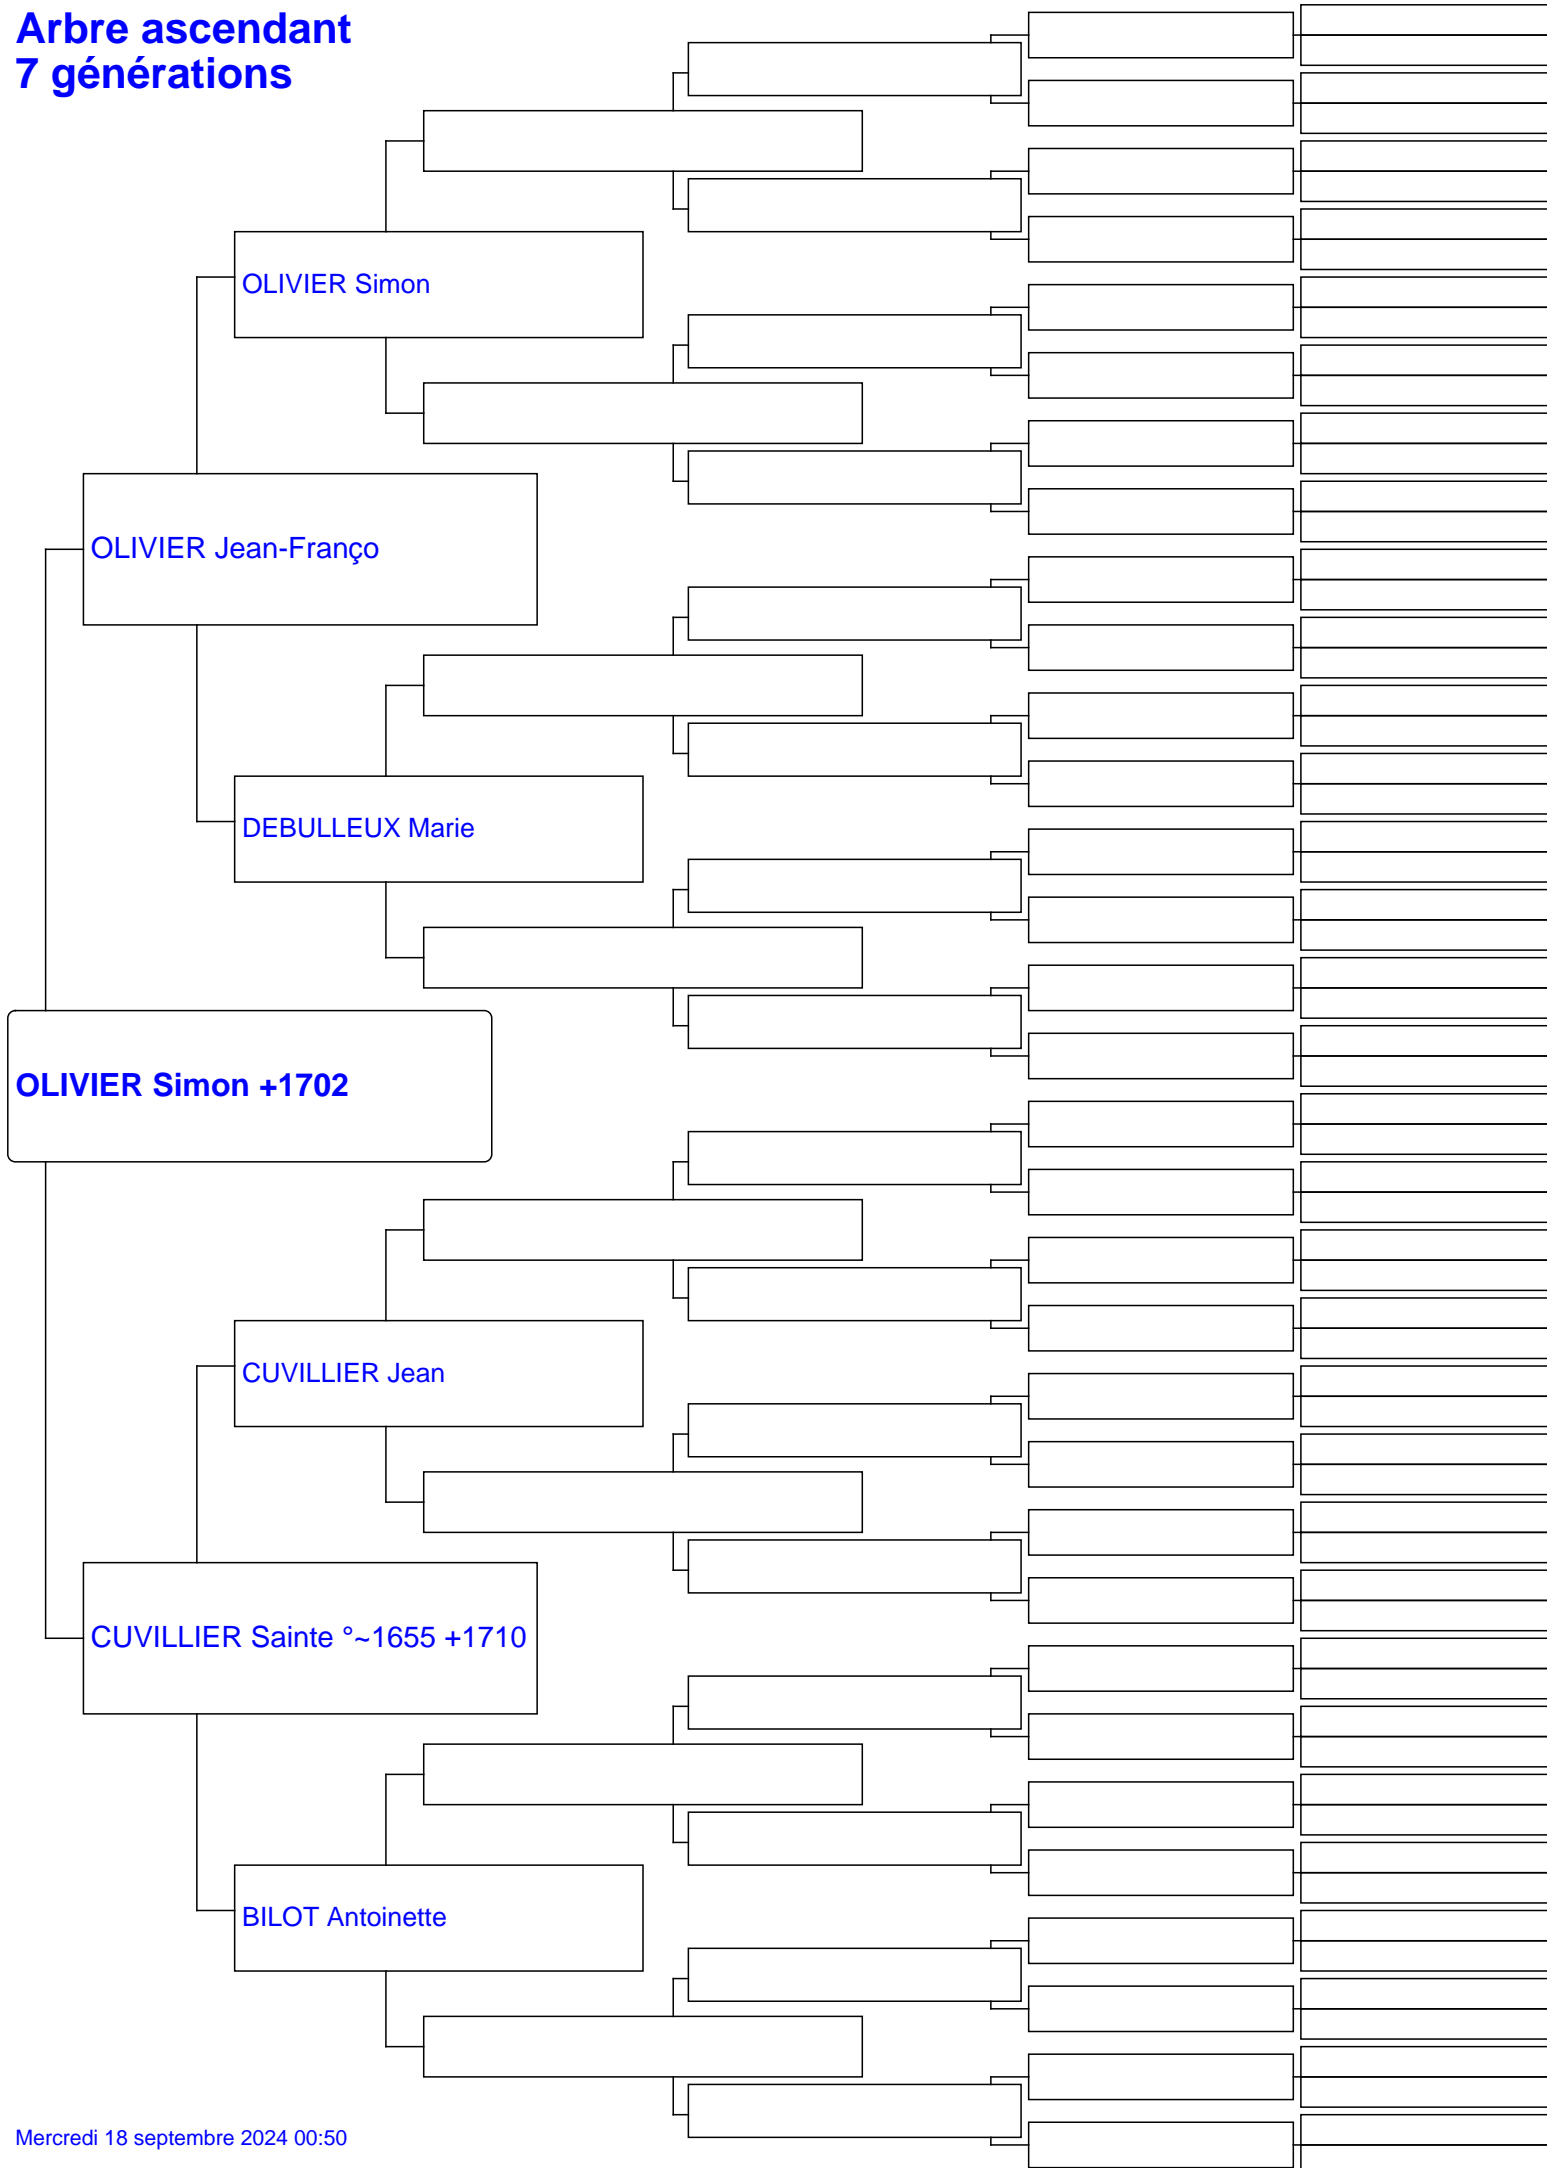 Arbre ascendant
7 générations
OLIVIER Simon
OLIVIER Jean-Franço
DEBULLEUX Marie
OLIVIER Simon +1702
CUVILLIER Jean
CUVILLIER Sainte °~1655 +1710
BILOT Antoinette
Mercredi 18 septembre 2024 00:50